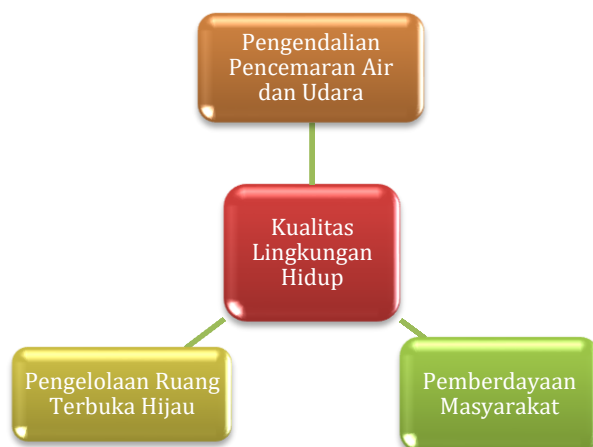 Pengendalian
Pencemaran Air
dan Udara
Kualitas
Lingkungan
Hidup
Pengelolaan Ruang
Terbuka Hijau
Pemberdayaan
Masyarakat